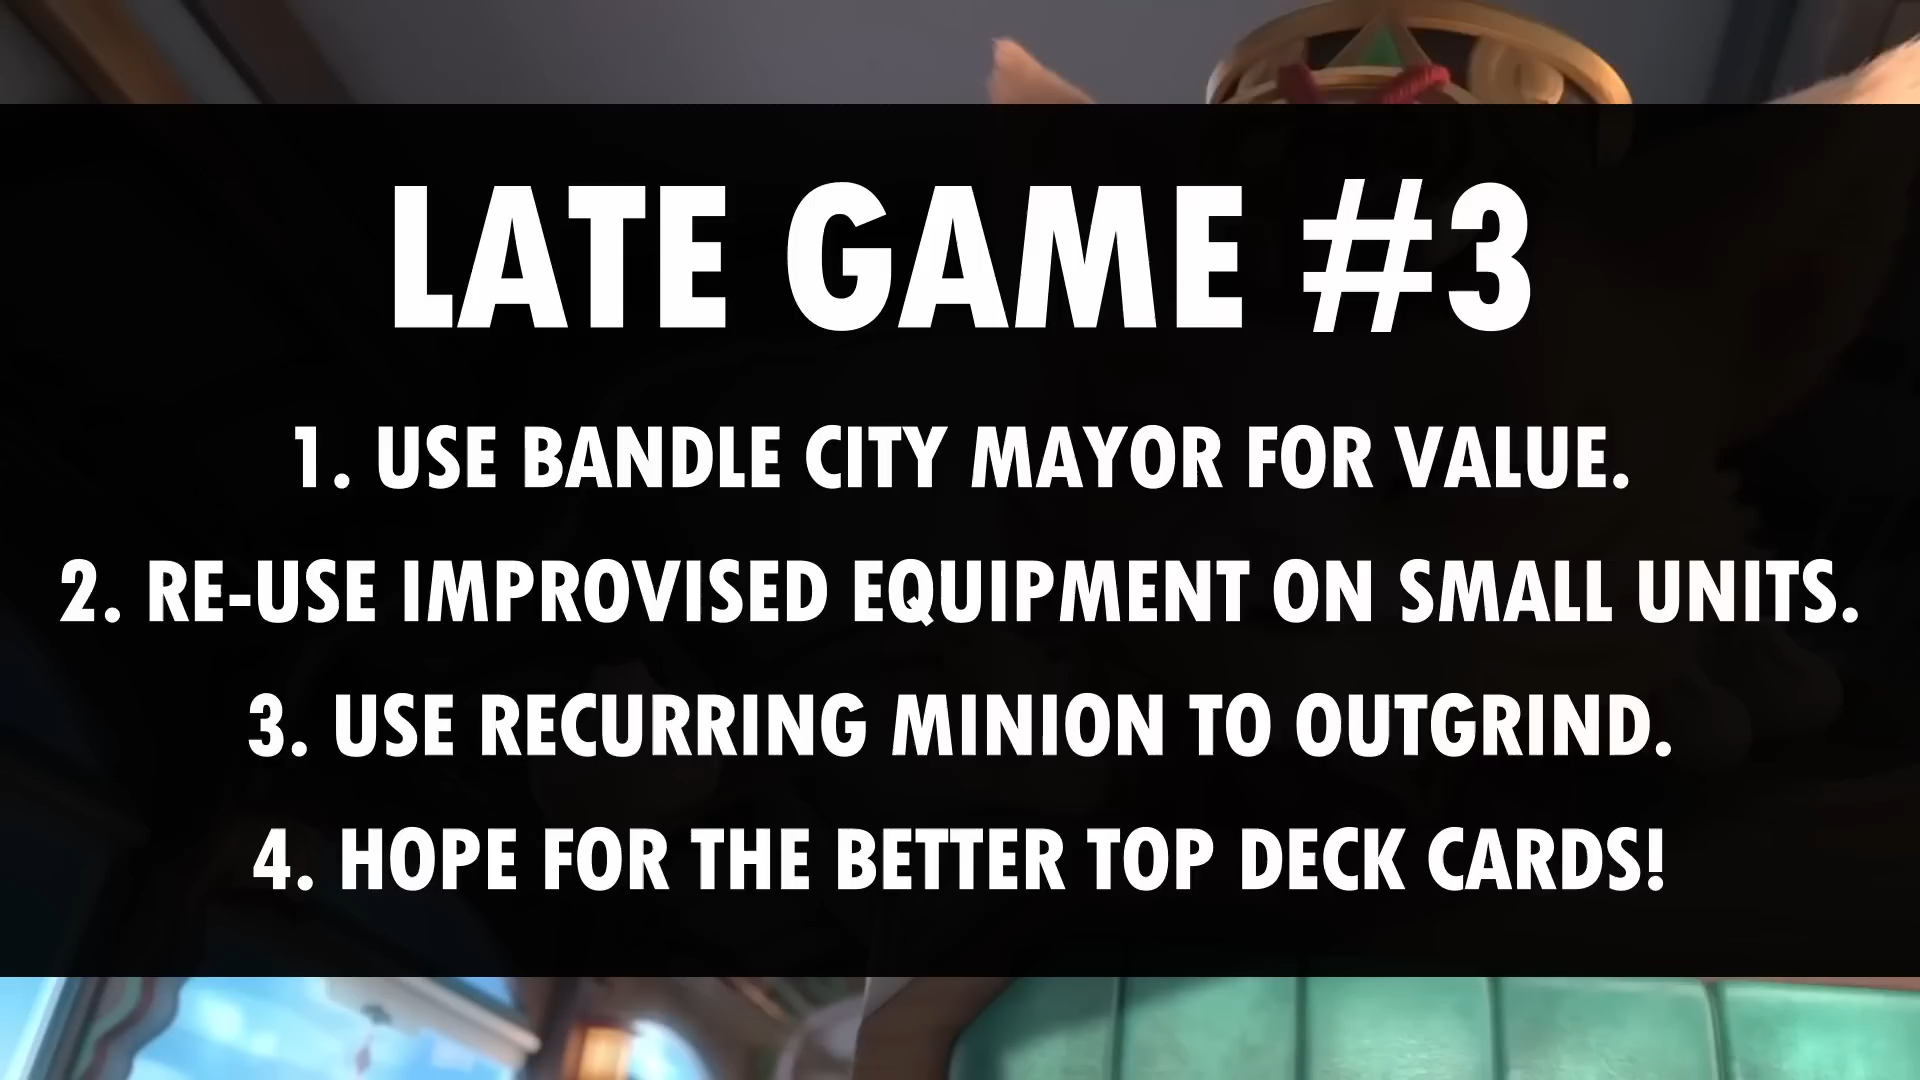 LATE GAME #3
1. USE BANDLE CITY MAYOR FOR VALUE.
2. RE-USE IMPROVISED EQUIPMENT ON SMALL UNITS.
3. USE RECURRING MINION TO OUTGRIND.
4. HOPE FOR THE BETTER TOP DECK CARDS!